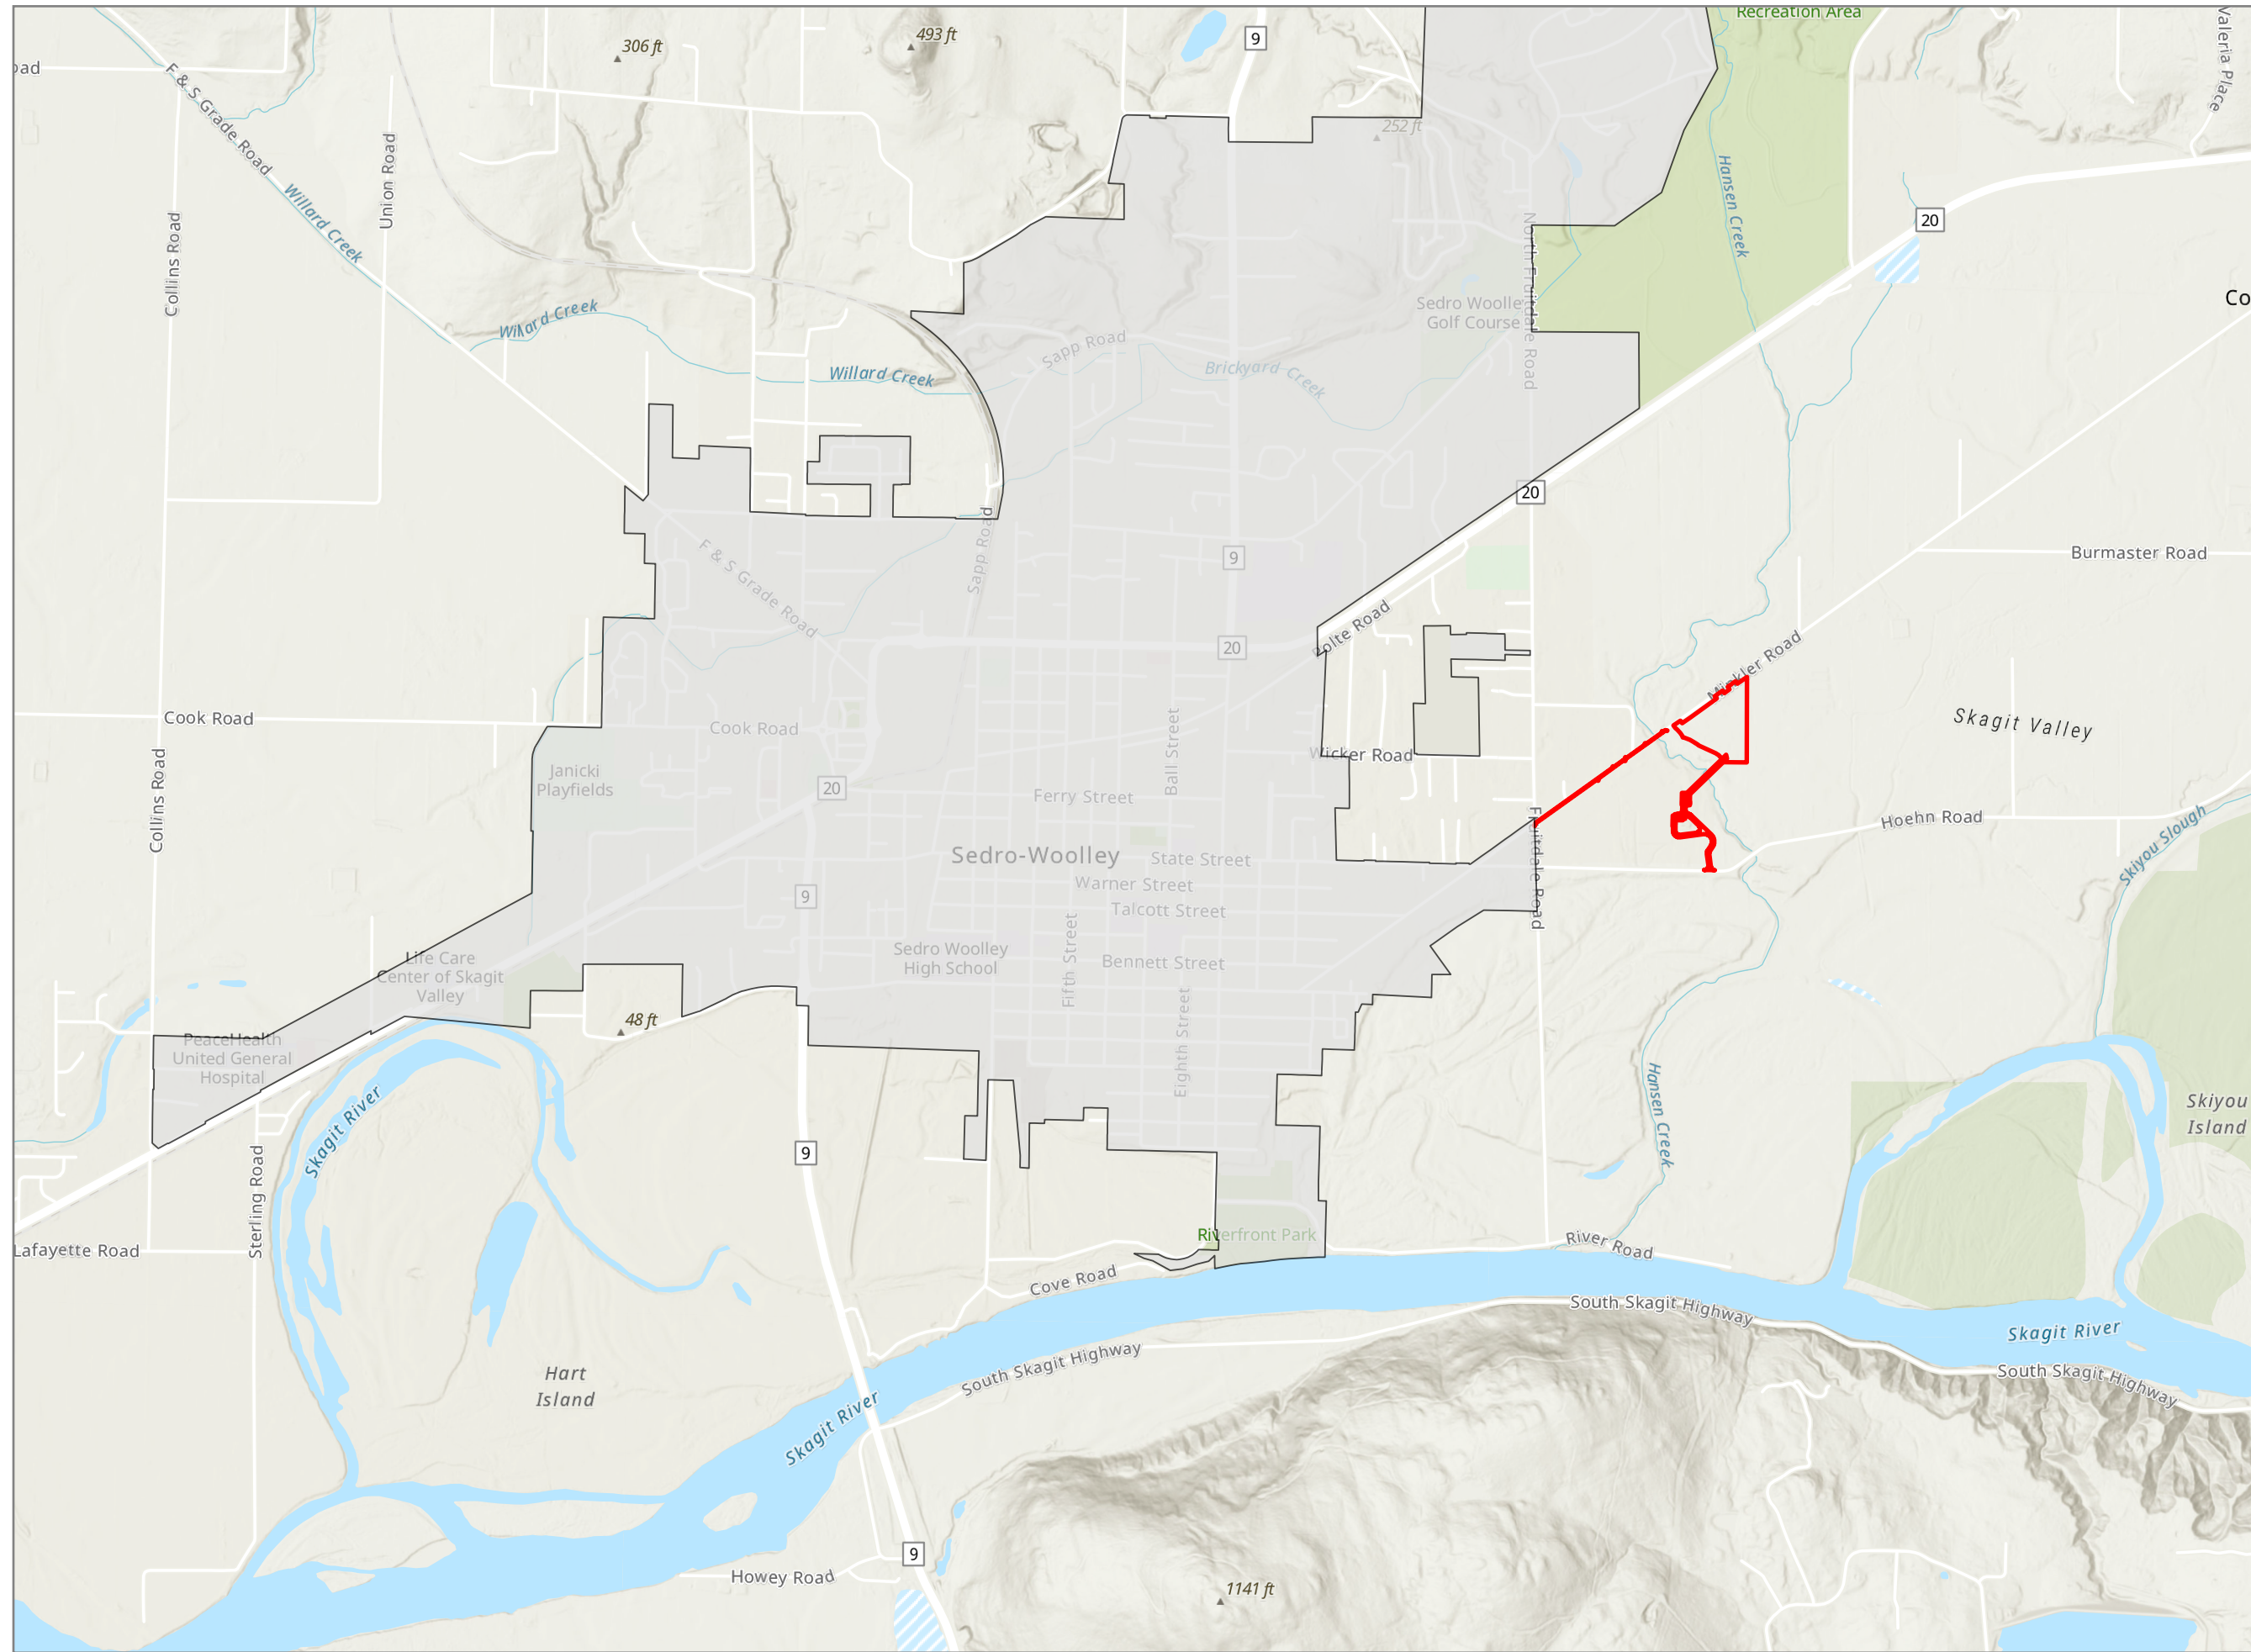 Recreation Area
Valeria Place
9
493 ft
306 ft
oad
F & S Grade Road
252 ft
Union Road
Hansen Creek
Willard Creek
Collins Road
North Fruitdale Road
20
Co
Sedro Woolle
Golf Course
Willard Creek
Sapp Road
Willard Creek
Brickyard Creek
20
Sapp Road
9
Burmaster Road
F & S Grade Road
Polte Road
20
Minkler Road
Cook Road
Cook Road
Ball Street
Skagit Valley
Wicker Road
Janicki
Playfields
20
Ferry Street
Collins Road
Fruitdale Road
Hoehn Road
Skiyou Slough
Sedro-Woolley
State Street
Warner Street
9
Talcott Street
Fifth Street
Sedro Woolley
High School
Bennett Street
Life Care
Center of Skagit
Valley
48 ft
Eighth Street
PeaceHealth
United General
Hospital
Hansen Creek
Skagit River
Skiyou
Island
9
Sterling Road
Riverfront Park
River Road
Lafayette Road
Cove Road
South Skagit Highway
Skagit River
South Skagit Highway
South Skagit Highway
Hart
Island
Skagit River
9
Howey Road
1141 ft